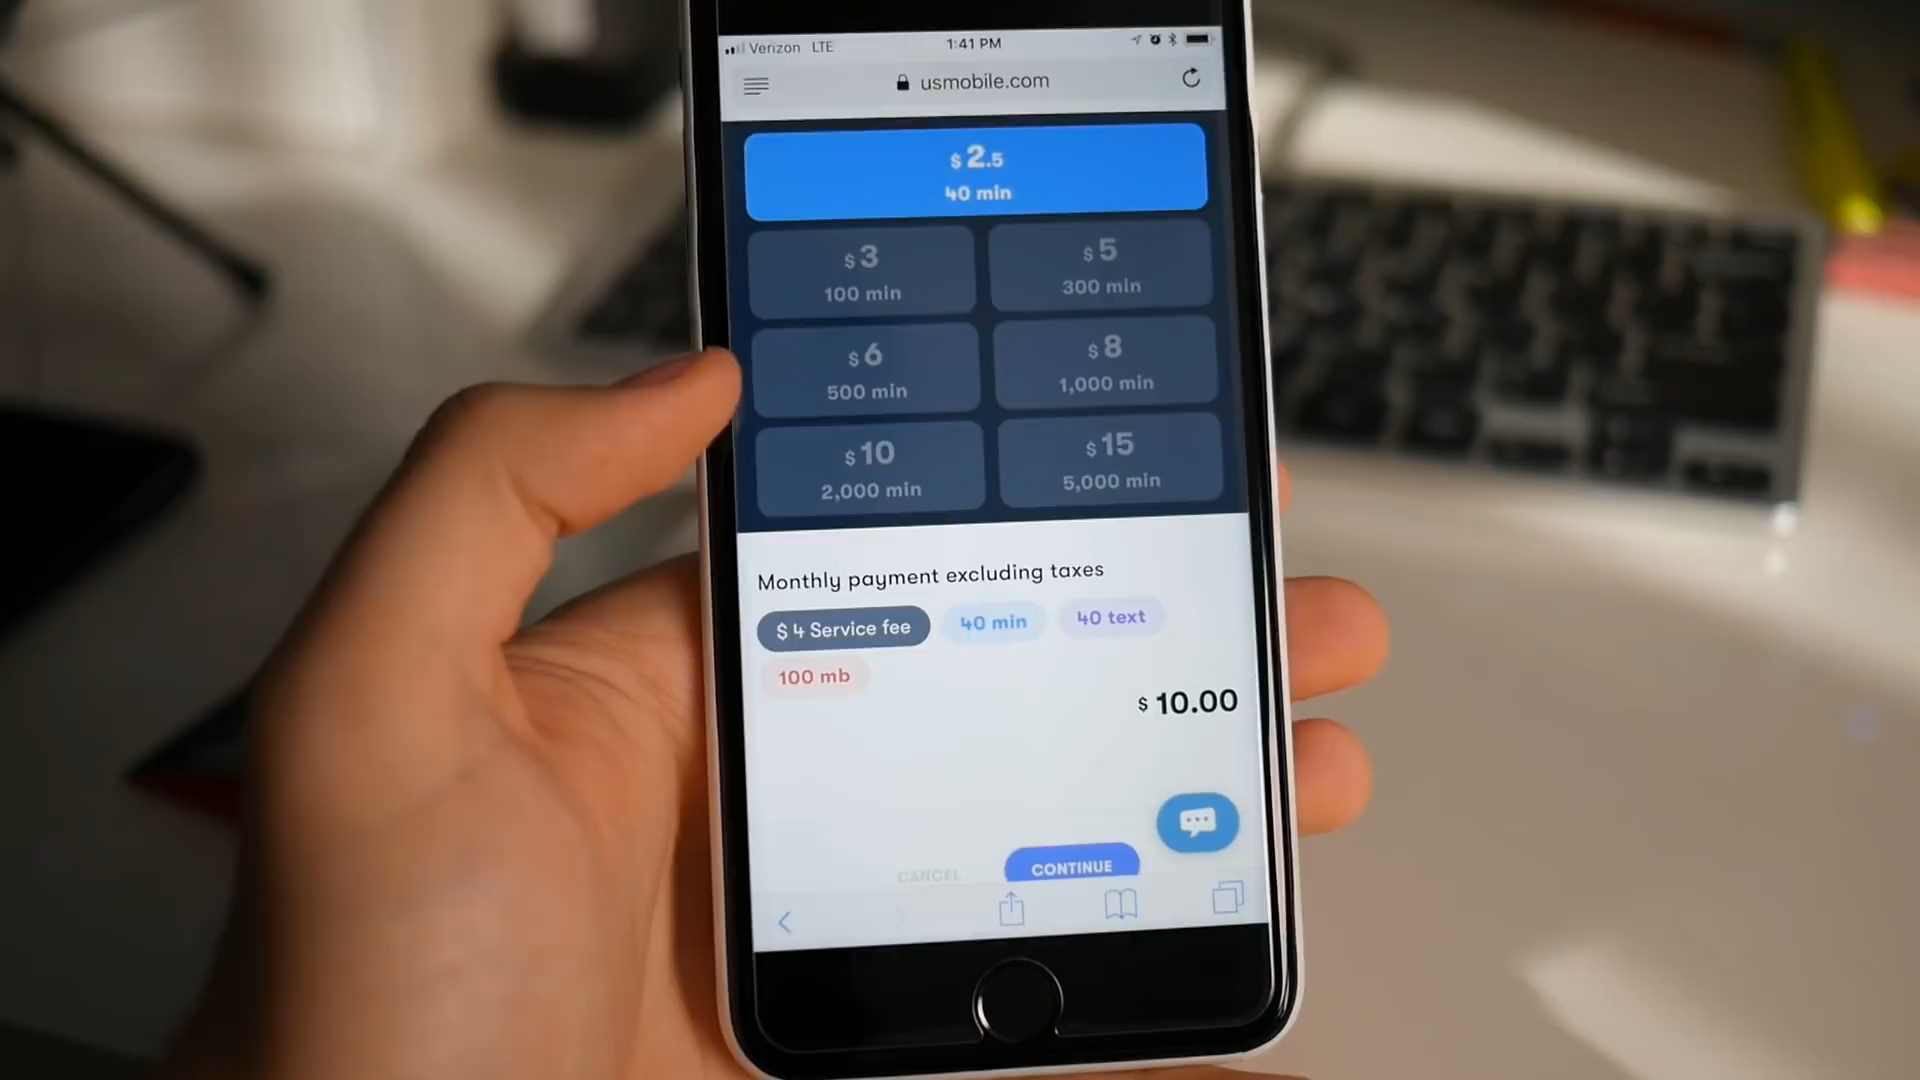 Verizon LTE 1:41 PM
usmobile.com
$ 2.5
40 min
$ 3
100 min
$ 5
300 min
$ 6
500 min
$ 8
1,000 min
$ 10
2,000 min
$ 15
5,000 min
Monthly payment excluding taxes
$ 4 Service fee 40 min 40 text
100 mb
$ 10.00
CANCEL CONTINUE